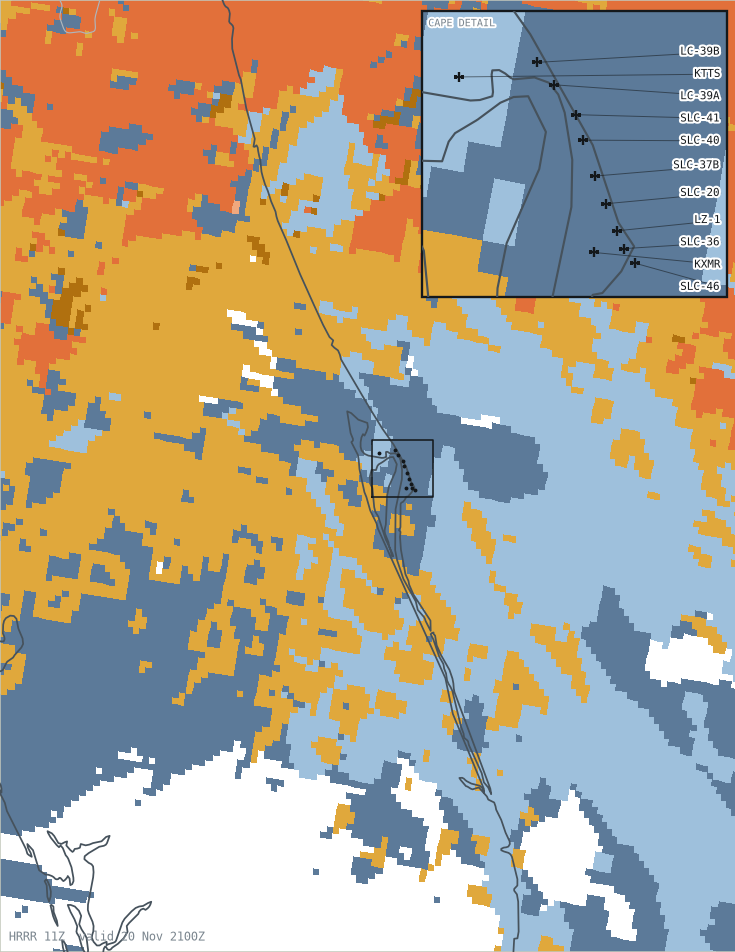 CAPE DETAIL
LC-39B
KTTS
LC-39A
SLC-41
SLC-40
SLC-37B
SLC-20
LZ-1
SLC-36
KXMR
SLC-46
HRRR 11Z  valid 20 Nov 2100Z